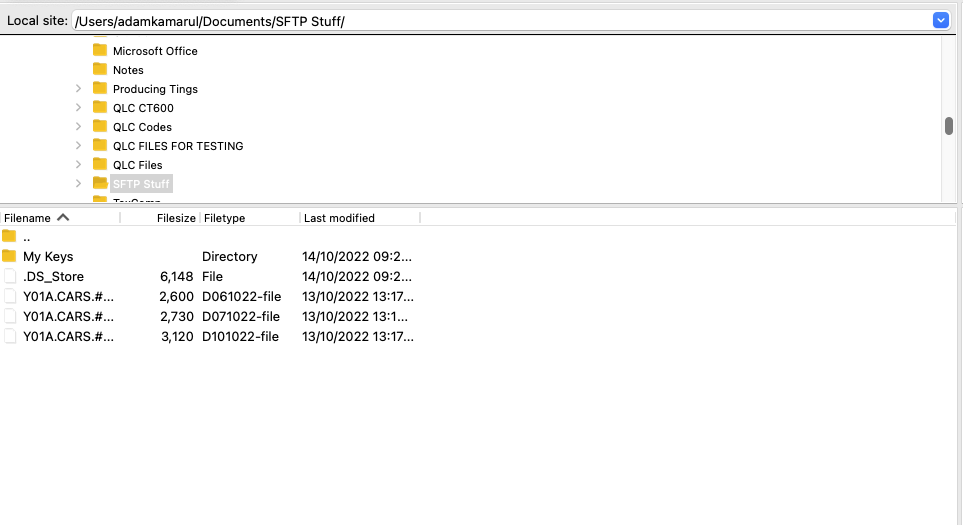 Local site: /Users/adamkamarul/Documents/SFTP Stuff/
Microsoft Office
Notes
Producing Tings
QLC CT600
QLC Codes
QLC FILES FOR TESTING
QLC Files
SFTP Stuff
Filename Filesize Filetype Last modified
..
My Keys Directory 14/10/2022 09:2...
.DS_Store 6,148 File 14/10/2022 09:2...
Y01A.CARS.#... 2,600 D061022-file 13/10/2022 13:17...
Y01A.CARS.#... 2,730 D071022-file 13/10/2022 13:1...
Y01A.CARS.#... 3,120 D101022-file 13/10/2022 13:17...